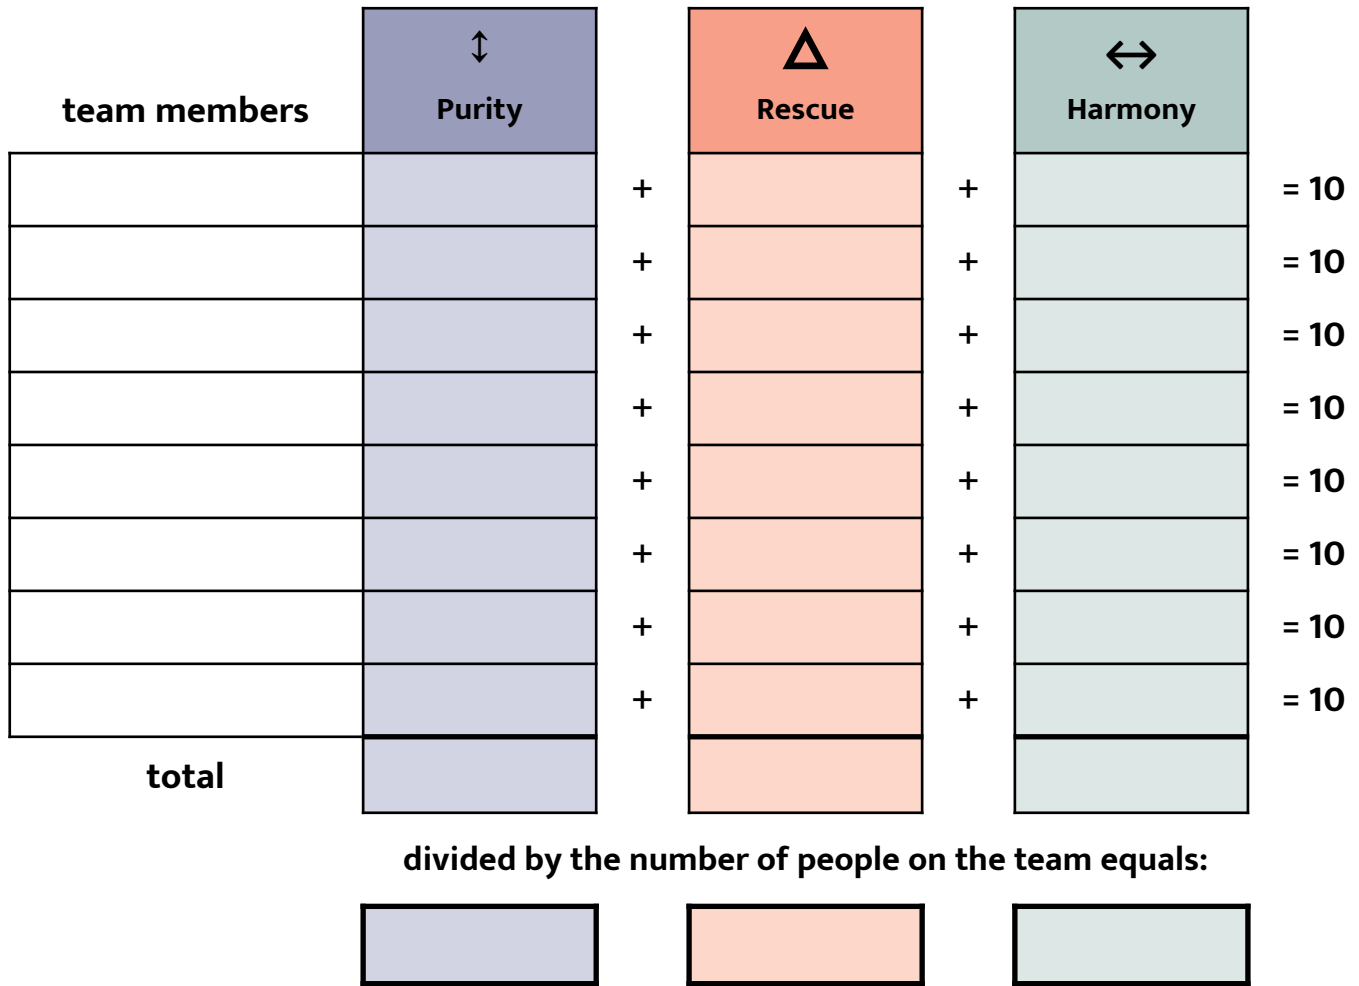 ↕ Δ ↔
team members Purity Rescue Harmony
+ + = 10
+ + = 10
+ + = 10
+ + = 10
+ + = 10
+ + = 10
+ + = 10
+ + = 10
total
divided by the number of people on the team equals: